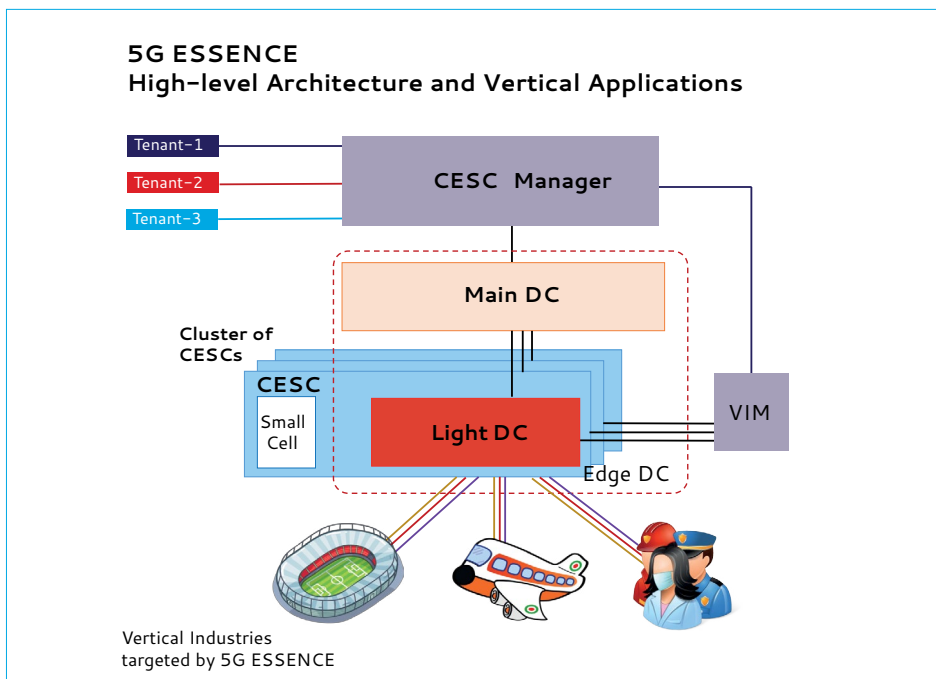 5G ESSENCE
High-level Architecture and Vertical Applications
Tenant-1
Tenant-2
Tenant-3
CESC Manager
Main DC
Cluster of
CESCs
CESC
Small
Cell
Light DC
VIM
Edge DC
Vertical Industries
targeted by 5G ESSENCE